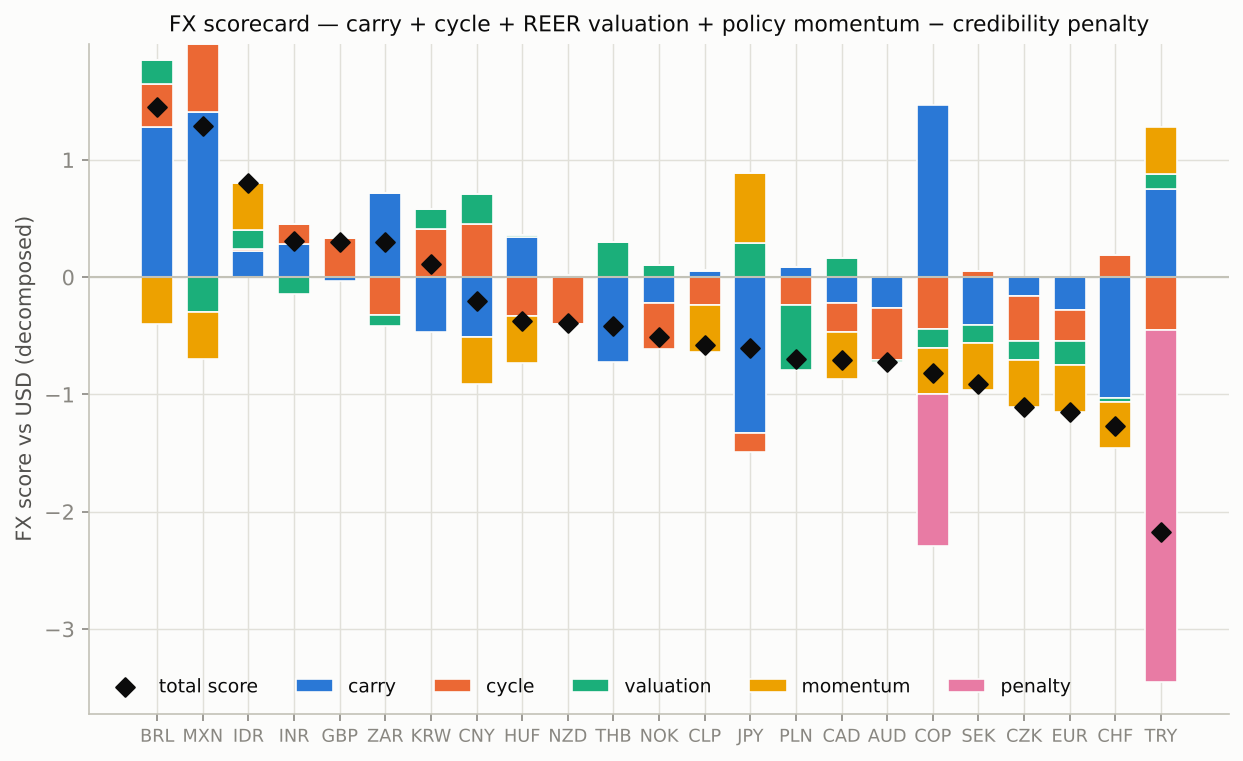 FX scorecard — carry + cycle + REER valuation + policy momentum − credibility penalty
FX score vs USD (decomposed)
1
0
−1
−2
−3
total score carry cycle valuation momentum penalty
BRL MXN IDR INR GBP ZAR KRW CNY HUF NZD THB NOK CLP JPY PLN CAD AUD COP SEK CZK EUR CHF TRY